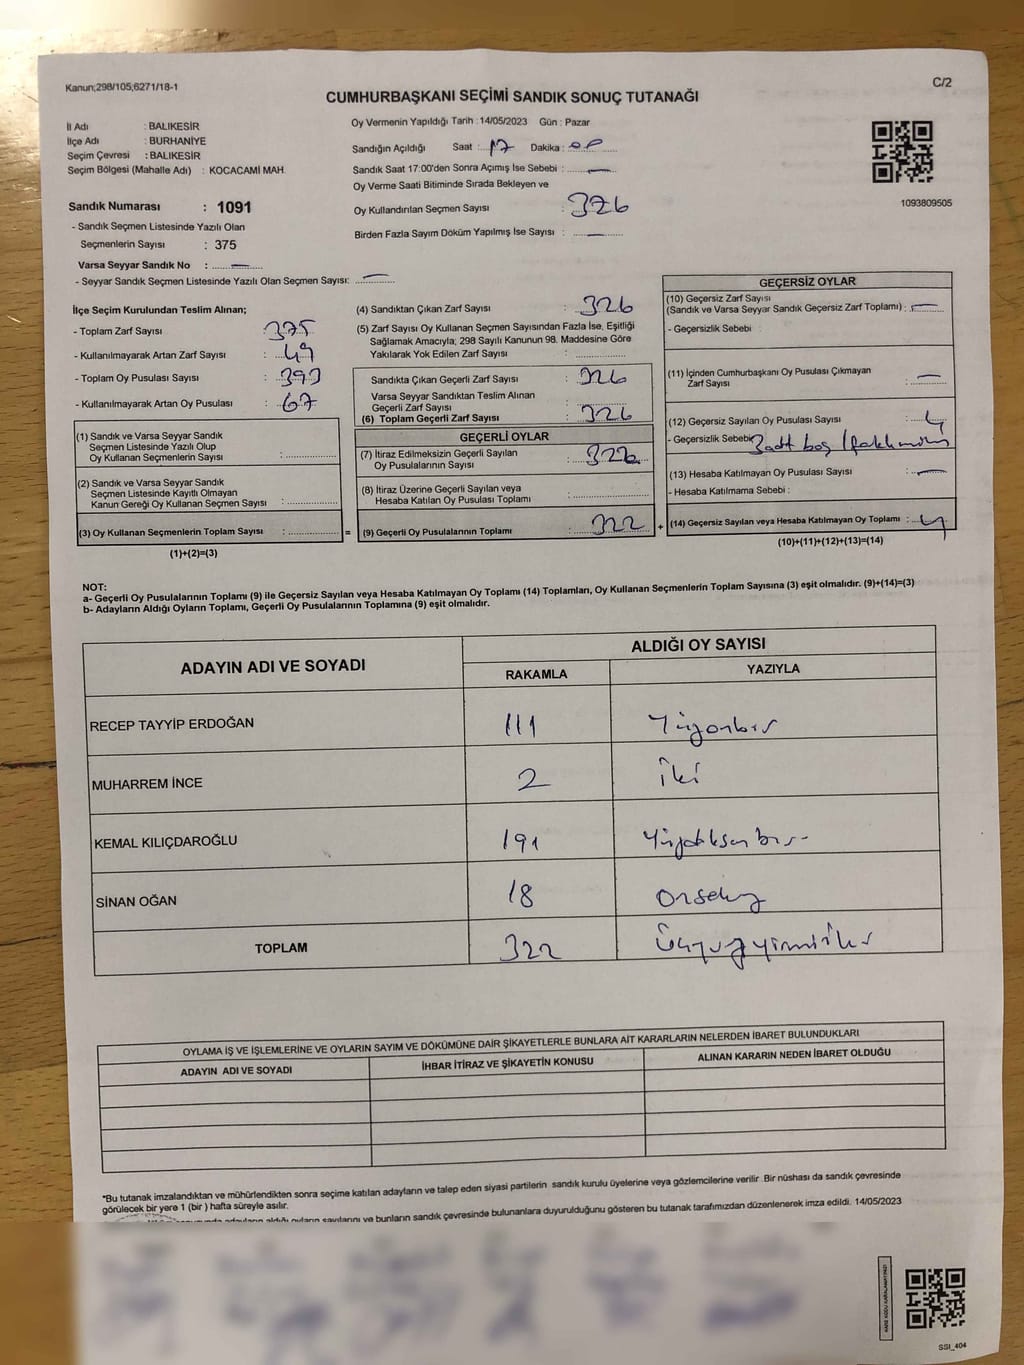 Kanun;298/105;6271/18-1
C/2
CUMHURBAŞKANI SEÇİMİ SANDIK SONUÇ TUTANAĞI
İl Adı : BALIKESİR
İlçe Adı : BURHANİYE
Seçim Çevresi : BALIKESİR
Seçim Bölgesi (Mahalle Adı) : KOCACAMİ MAH.
Oy Vermenin Yapıldığı Tarih :14/05/2023 Gün : Pazar
Sandığın Açıldığı Saat : 17 Dakika : 00
Sandık Saat 17:00'den Sonra Açımış İse Sebebi : —
Oy Verme Saati Bitiminde Sırada Bekleyen ve
Oy Kullandırılan Seçmen Sayısı : 326
Birden Fazla Sayım Döküm Yapılmış İse Sayısı : —
1093809505
Sandık Numarası : 1091
- Sandık Seçmen Listesinde Yazılı Olan
Seçmenlerin Sayısı : 375
Varsa Seyyar Sandık No : —
- Seyyar Sandık Seçmen Listesinde Yazılı Olan Seçmen Sayısı: —
İlçe Seçim Kurulundan Teslim Alınan;
- Toplam Zarf Sayısı : 375
- Kullanılmayarak Artan Zarf Sayısı : 49
- Toplam Oy Pusulası Sayısı : 393
- Kullanılmayarak Artan Oy Pusulası : 67
(1) Sandık ve Varsa Seyyar Sandık
Seçmen Listesinde Yazılı Olup
Oy Kullanan Seçmenlerin Sayısı :
(2) Sandık ve Varsa Seyyar Sandık
Seçmen Listesinde Kayıtlı Olmayan
Kanun Gereği Oy Kullanan Seçmen Sayısı :
(3) Oy Kullanan Seçmenlerin Toplam Sayısı : =
(1)+(2)=(3)
(4) Sandıktan Çıkan Zarf Sayısı : 326
(5) Zarf Sayısı Oy Kullanan Seçmen Sayısından Fazla İse, Eşitliği
Sağlamak Amacıyla; 298 Sayılı Kanunun 98. Maddesine Göre
Yakılarak Yok Edilen Zarf Sayısı :
Sandıkta Çıkan Geçerli Zarf Sayısı : 326
Varsa Seyyar Sandıktan Teslim Alınan
Geçerli Zarf Sayısı :
(6) Toplam Geçerli Zarf Sayısı : 326
GEÇERLİ OYLAR
(7) İtiraz Edilmeksizin Geçerli Sayılan
Oy Pusulalarının Sayısı : 322
(8) İtiraz Üzerine Geçerli Sayılan veya
Hesaba Katılan Oy Pusulası Toplamı :
(9) Geçerli Oy Pusulalarının Toplamı : 322 +
GEÇERSİZ OYLAR
(10) Geçersiz Zarf Sayısı
(Sandık ve Varsa Seyyar Sandık Geçersiz Zarf Toplamı) : —
- Geçersizlik Sebebi :
(11) İçinden Cumhurbaşkanı Oy Pusulası Çıkmayan
Zarf Sayısı : —
(12) Geçersiz Sayılan Oy Pusulası Sayısı : 4
- Geçersizlik Sebebi: boş
(13) Hesaba Katılmayan Oy Pusulası Sayısı : —
- Hesaba Katılmama Sebebi :
(14) Geçersiz Sayılan veya Hesaba Katılmayan Oy Toplamı : 4
(10)+(11)+(12)+(13)=(14)
NOT:
a- Geçerli Oy Pusulalarının Toplamı (9) ile Geçersiz Sayılan veya Hesaba Katılmayan Oy Toplamı (14) Toplamları, Oy Kullanan Seçmenlerin Toplam Sayısına (3) eşit olmalıdır. (9)+(14)=(3)
b- Adayların Aldığı Oyların Toplamı, Geçerli Oy Pusulalarının Toplamına (9) eşit olmalıdır.
ADAYIN ADI VE SOYADI
ALDIĞI OY SAYISI
RAKAMLA YAZIYLA
RECEP TAYYİP ERDOĞAN 111 Yüzonbir
MUHARREM İNCE 2 iki
KEMAL KILIÇDAROĞLU 191 Yüzdoksanbir
SİNAN OĞAN 18 Onsekiz
TOPLAM 322 Üçyüzyirmiiki
OYLAMA İŞ VE İŞLEMLERİNE VE OYLARIN SAYIM VE DÖKÜMÜNE DAİR ŞİKAYETLERLE BUNLARA AİT KARARLARIN NELERDEN İBARET BULUNDUKLARI
ADAYIN ADI VE SOYADI
İHBAR İTİRAZ VE ŞİKAYETİN KONUSU
ALINAN KARARIN NEDEN İBARET OLDUĞU
*Bu tutanak imzalandıktan ve mühürlendikten sonra seçime katılan adayların ve talep eden siyasi partilerin sandık kurulu üyelerine veya gözlemcilerine verilir .Bir nüshası da sandık çevresinde
görülecek bir yere 1 (bir ) hafta süreyle asılır.
adayların aldığı oyların sayılarını ve bunların sandık çevresinde bulunanlara duyurulduğunu gösteren bu tutanak tarafımızdan düzenlenerek imza edildi. 14/05/2023
SSI_404